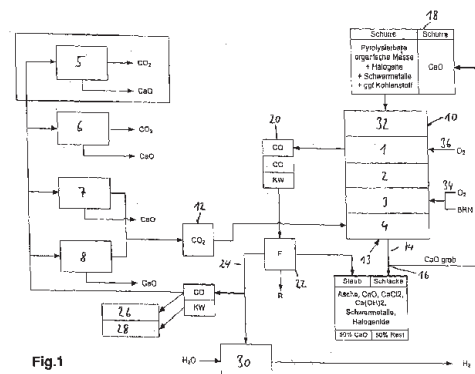 18
Schurre Schurre
Pyrolysierbare
organische Masse
+ Halogene
+ Schwermetalle
+ ggf Kohlenstoff
CaO
5
CO₂
CaO
6
CO₂
CaO
7
CaO
8
CaO
12
CO₂
20
CO
CO
KW
32
10
1
36
O₂
2
3
34
O₂
BRN
4
13
14
16
CaO grob
24
F
22
R
CO
KW
26
28
Staub Schlacke
Asche, CaO, CaCl2,
Ca(OH)2,
Schwermetalle,
Halogenide
50% CaO 50% Rest
H₂O
30
H₂
Fig.1